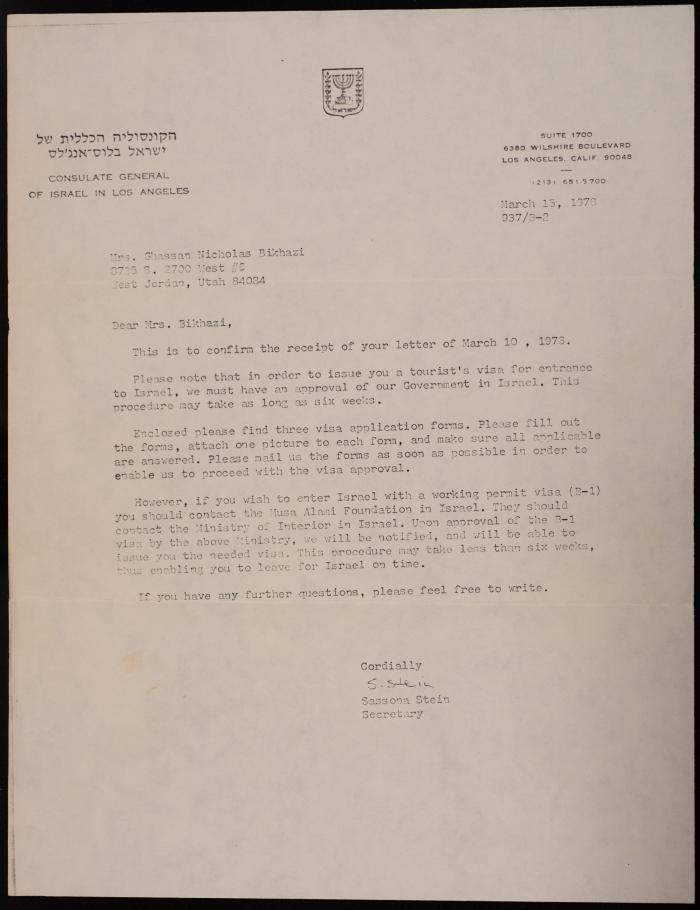 הקונסוליה הכללית של
ישראל בלוס־אנג'לס
CONSULATE GENERAL
OF ISRAEL IN LOS ANGELES
SUITE 1700
6380 WILSHIRE BOULEVARD
LOS ANGELES, CALIF. 90048
(213) 651-5700
March 15, 1978
937/B-2
Mrs. Ghassan Nicholas Bikhazi
S. 2700 West
West Jordan, Utah 84084
Dear Mrs. Bikhazi,
This is to confirm the receipt of your letter of March 10 , 1978.
Please note that in order to issue you a tourist's visa for entrance
to Israel, we must have an approval of our Government in Israel. This
procedure may take as long as six weeks.
Enclosed please find three visa application forms. Please fill out
the forms, attach one picture to each form, and make sure all applicable
are answered. Please mail us the forms as soon as possible in order to
enable us to proceed with the visa approval.
However, if you wish to enter Israel with a working permit visa (B-1)
you should contact the Musa Alami Foundation in Israel. They should
contact the Ministry of Interior in Israel. Upon approval of the B-1
visa by the above Ministry, we will be notified, and will be able to
issue you the needed visa. This procedure may take less than six weeks,
thus enabling you to leave for Israel on time.
If you have any further questions, please feel free to write.
Cordially
S. Stein
Sassona Stein
Secretary